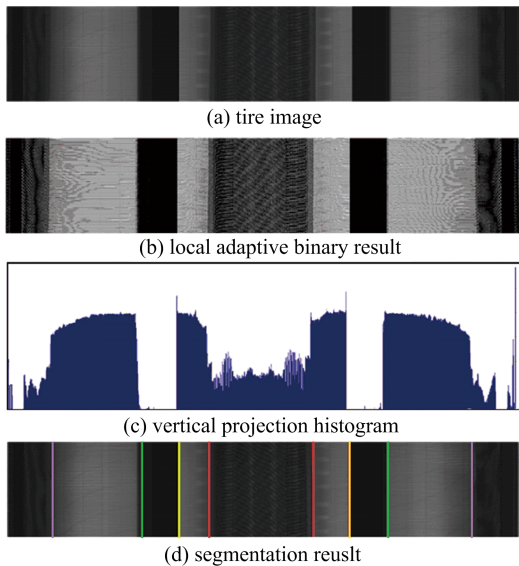 (a) tire image
(b) local adaptive binary result
(c) vertical projection histogram
(d) segmentation reuslt